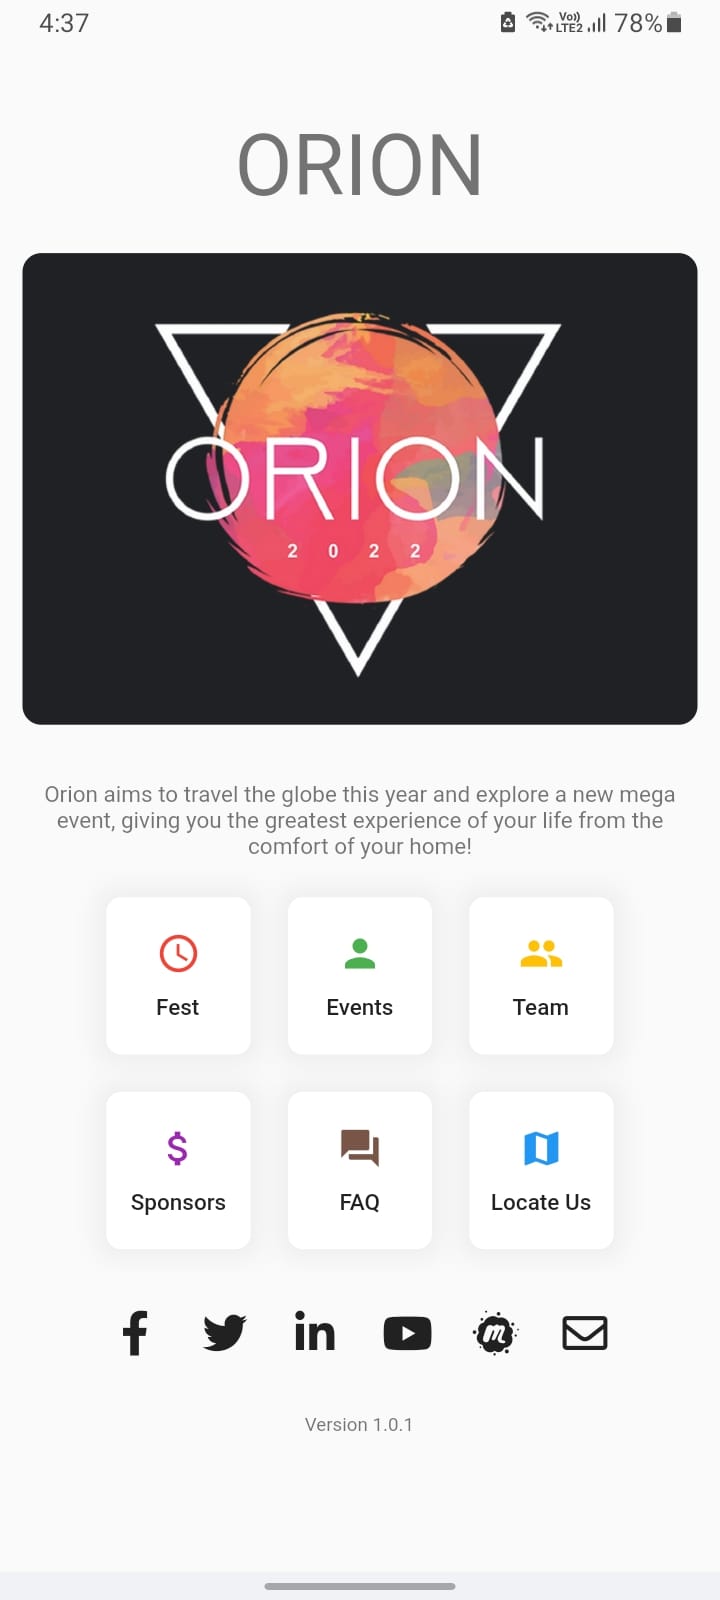 4:37
Vo)) LTE2 78%
ORION
ORION
2 0 2 2
Orion aims to travel the globe this year and explore a new mega
event, giving you the greatest experience of your life from the
comfort of your home!
Fest Events Team
Sponsors FAQ Locate Us
Version 1.0.1